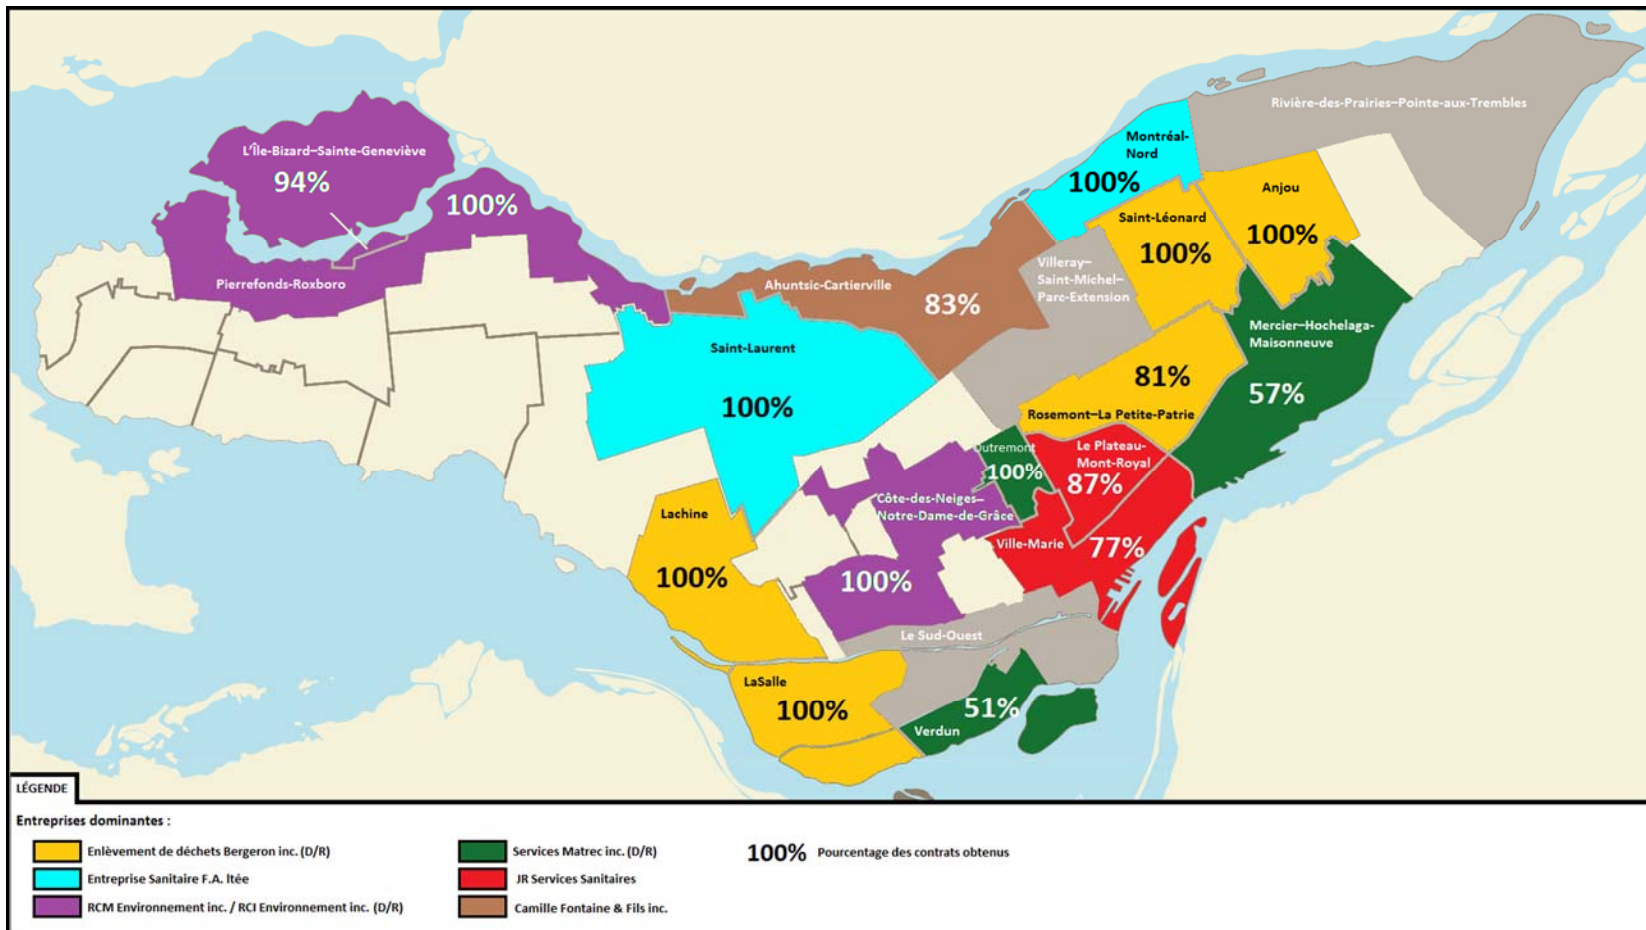 Rivière-des-Prairies–Pointe-aux-Trembles
Montréal-
Nord
100%
L'Île-Bizard–Sainte-Geneviève
94%
100%
Anjou
100%
Saint-Léonard
100%
Villeray–
Saint-Michel–
Parc-Extension
Pierrefonds-Roxboro
Ahuntsic-Cartierville
83%
Mercier–Hochelaga-
Maisonneuve
57%
Saint-Laurent
100%
81%
Rosemont–La Petite-Patrie
Outremont
100%
Le Plateau-
Mont-Royal
87%
Côte-des-Neiges–
Notre-Dame-de-Grâce
100%
Lachine
100%
Ville-Marie
77%
Le Sud-Ouest
LaSalle
100%
51%
Verdun
LÉGENDE
Entreprises dominantes :
Enlèvement de déchets Bergeron inc. (D/R)
Entreprise Sanitaire F.A. ltée
RCM Environnement inc. / RCI Environnement inc. (D/R)
Services Matrec inc. (D/R)
JR Services Sanitaires
Camille Fontaine & Fils inc.
100% Pourcentage des contrats obtenus